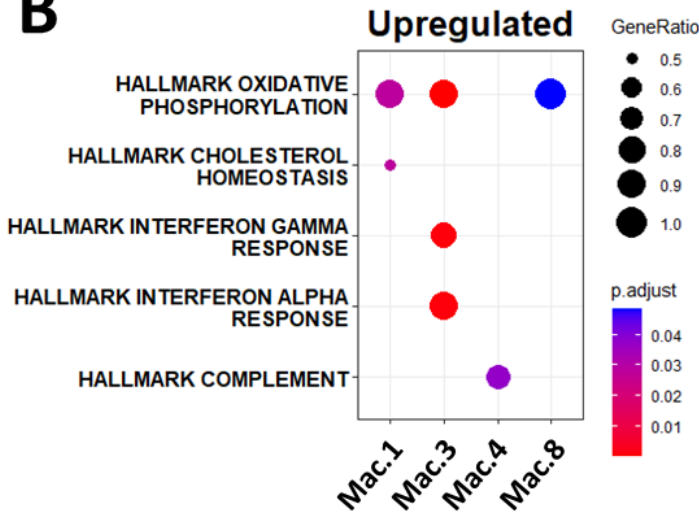 B
Upregulated
HALLMARK OXIDATIVE
PHOSPHORYLATION
HALLMARK CHOLESTEROL
HOMEOSTASIS
HALLMARK INTERFERON GAMMA
RESPONSE
HALLMARK INTERFERON ALPHA
RESPONSE
HALLMARK COMPLEMENT
Mac.1
Mac.3
Mac.4
Mac.8
GeneRatio
0.5
0.6
0.7
0.8
0.9
1.0
p.adjust
0.04
0.03
0.02
0.01